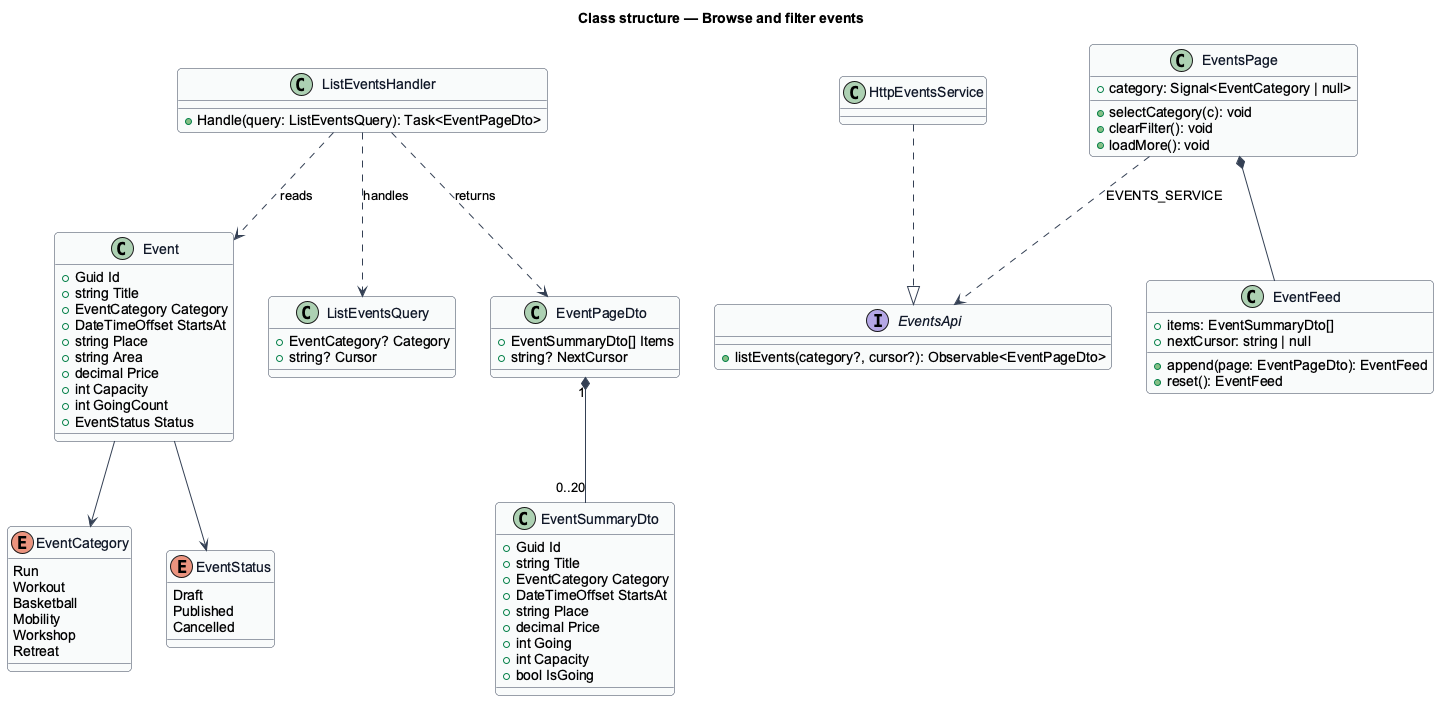 Class structure — Browse and filter events
C ListEventsHandler
Handle(query: ListEventsQuery): Task<EventPageDto>
C HttpEventsService
C EventsPage
category: Signal<EventCategory | null>
selectCategory(c): void
clearFilter(): void
loadMore(): void
reads
handles
returns
EVENTS_SERVICE
C Event
Guid Id
string Title
EventCategory Category
DateTimeOffset StartsAt
string Place
string Area
decimal Price
int Capacity
int GoingCount
EventStatus Status
C ListEventsQuery
EventCategory? Category
string? Cursor
C EventPageDto
EventSummaryDto[] Items
string? NextCursor
I EventsApi
listEvents(category?, cursor?): Observable<EventPageDto>
C EventFeed
items: EventSummaryDto[]
nextCursor: string | null
append(page: EventPageDto): EventFeed
reset(): EventFeed
1
0..20
E EventCategory
Run
Workout
Basketball
Mobility
Workshop
Retreat
E EventStatus
Draft
Published
Cancelled
C EventSummaryDto
Guid Id
string Title
EventCategory Category
DateTimeOffset StartsAt
string Place
decimal Price
int Going
int Capacity
bool IsGoing